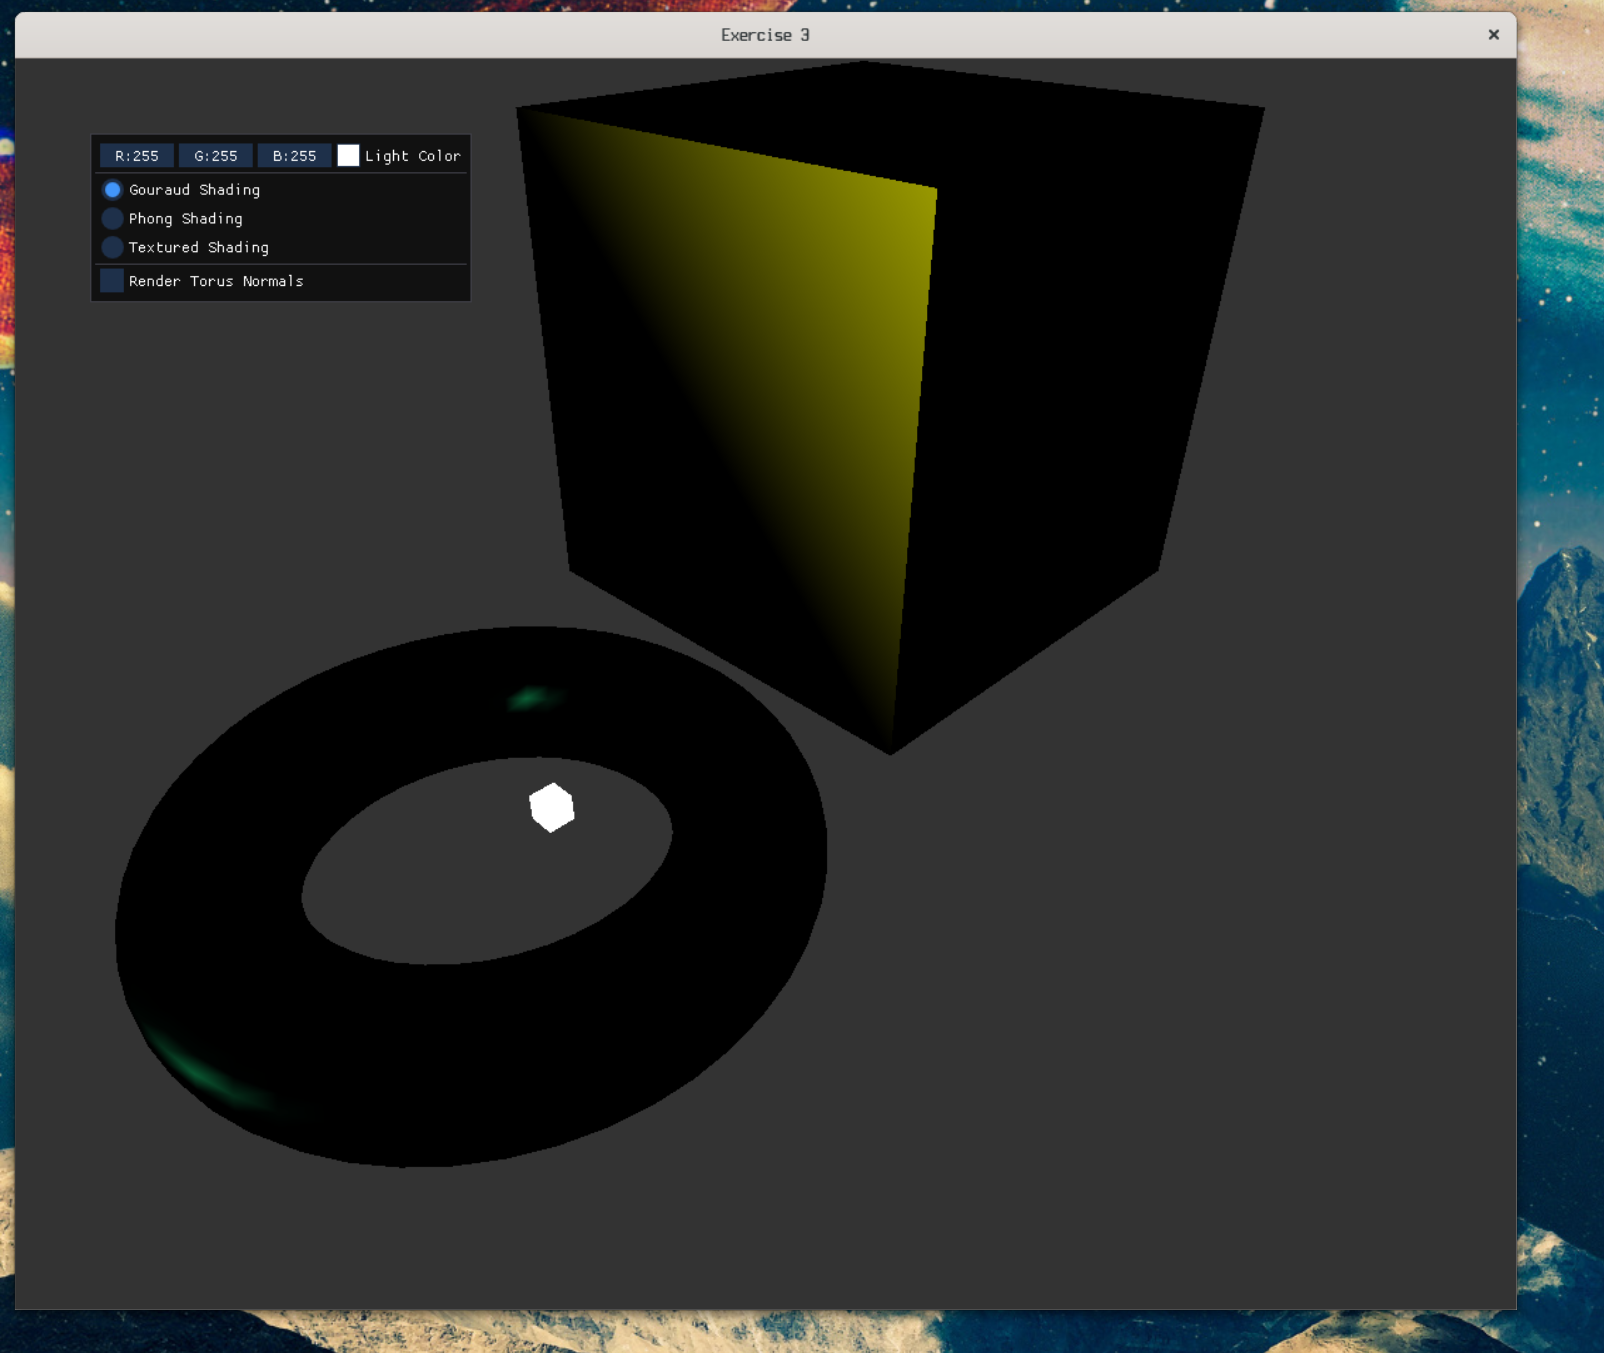 Exercise 3
R:255 G:255 B:255 Light Color
Gouraud Shading
Phong Shading
Textured Shading
Render Torus Normals